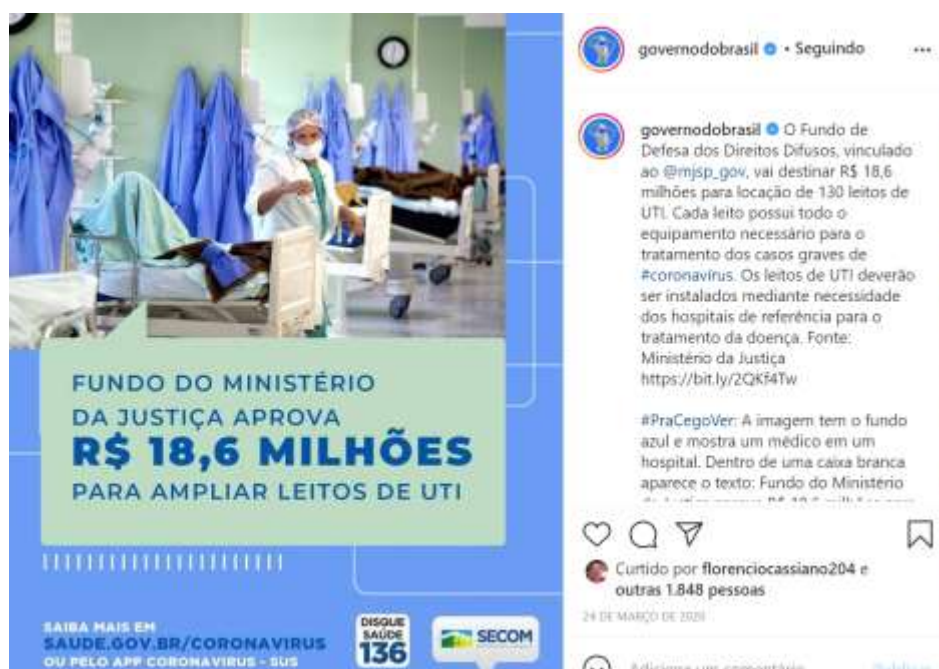 FUNDO DO MINISTÉRIO
DA JUSTIÇA APROVA
R$ 18,6 MILHÕES
PARA AMPLIAR LEITOS DE UTI
SAIBA MAIS EM
SAUDE.GOV.BR/CORONAVIRUS
OU PELO APP CORONAVIRUS - SUS
DISQUE
SAÚDE
136
SECOM
governodobrasil • Seguindo
governodobrasil O Fundo de
Defesa dos Direitos Difusos, vinculado
ao @mjsp_gov, vai destinar R$ 18,6
milhões para locação de 130 leitos de
UTI. Cada leito possui todo o
equipamento necessário para o
tratamento dos casos graves de
#coronavírus. Os leitos de UTI deverão
ser instalados mediante necessidade
dos hospitais de referência para o
tratamento da doença. Fonte:
Ministério da Justiça
https://bit.ly/2QKf4Tw
#PraCegoVer: A imagem tem o fundo
azul e mostra um médico em um
hospital. Dentro de uma caixa branca
aparece o texto: Fundo do Ministério
Curtido por florenciocassiano204 e
outras 1.848 pessoas
24 DE MARÇO DE 2020
Adicione um comentário